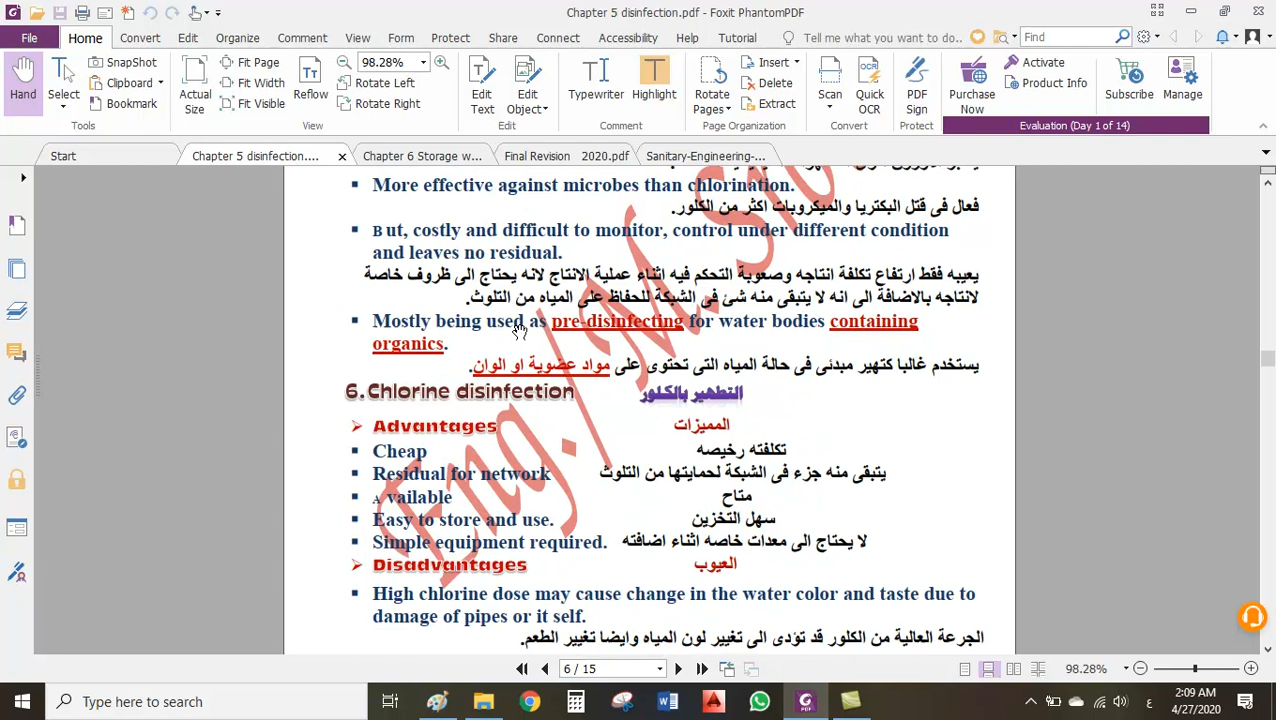 Chapter 5 disinfection.pdf - Foxit PhantomPDF
File Home Convert Edit Organize Comment View Form Protect Share Connect Accessibility Help Tutorial Tell me what you want to do.. Find
Hand
Select
SnapShot
Clipboard
Bookmark
Tools
Actual Size
Fit Page
Fit Width
Fit Visible
Reflow
98.28%
Rotate Left
Rotate Right
View
Edit Text
Edit Object
Edit
Typewriter
Highlight
Comment
Rotate Pages
Insert
Delete
Extract
Page Organization
Scan
Quick OCR
Convert
PDF Sign
Protect
Purchase Now
Activate
Product Info
Subscribe
Manage
Evaluation (Day 1 of 14)
Start
Chapter 5 disinfection....
Chapter 6 Storage w...
Final Revision 2020.pdf
Sanitary-Engineering-...
More effective against microbes than chlorination.
فعال فى قتل البكتريا والميكروبات اكثر من الكلور.
But, costly and difficult to monitor, control under different condition
and leaves no residual.
يعيبه فقط ارتفاع تكلفة انتاجه وصعوبة التحكم فيه اثناء عملية الانتاج لانه يحتاج الى ظروف خاصة
لانتاجه بالاضافة الى انه لا يتبقى منه شئ فى الشبكة للحفاظ على المياه من التلوث.
Mostly being used as pre-disinfecting for water bodies containing
organics.
يستخدم غالبا كتهير مبدئى فى حالة المياه التى تحتوى على مواد عضوية او الوان.
6. Chlorine disinfection التطهير بالكلور
Advantages المميزات
Cheap تكلفته رخيصه
Residual for network يتبقى منه جزء فى الشبكة لحمايتها من التلوث
A vailable متاح
Easy to store and use. سهل التخزين
Simple equipment required. لا يحتاج الى معدات خاصه اثناء اضافته
Disadvantages العيوب
High chlorine dose may cause change in the water color and taste due to
damage of pipes or it self.
الجرعة العالية من الكلور قد تؤدى الى تغيير لون المياه وايضا تغيير الطعم.
Eng./ M. S
6 / 15
98.28%
Type here to search
2:09 AM
4/27/2020